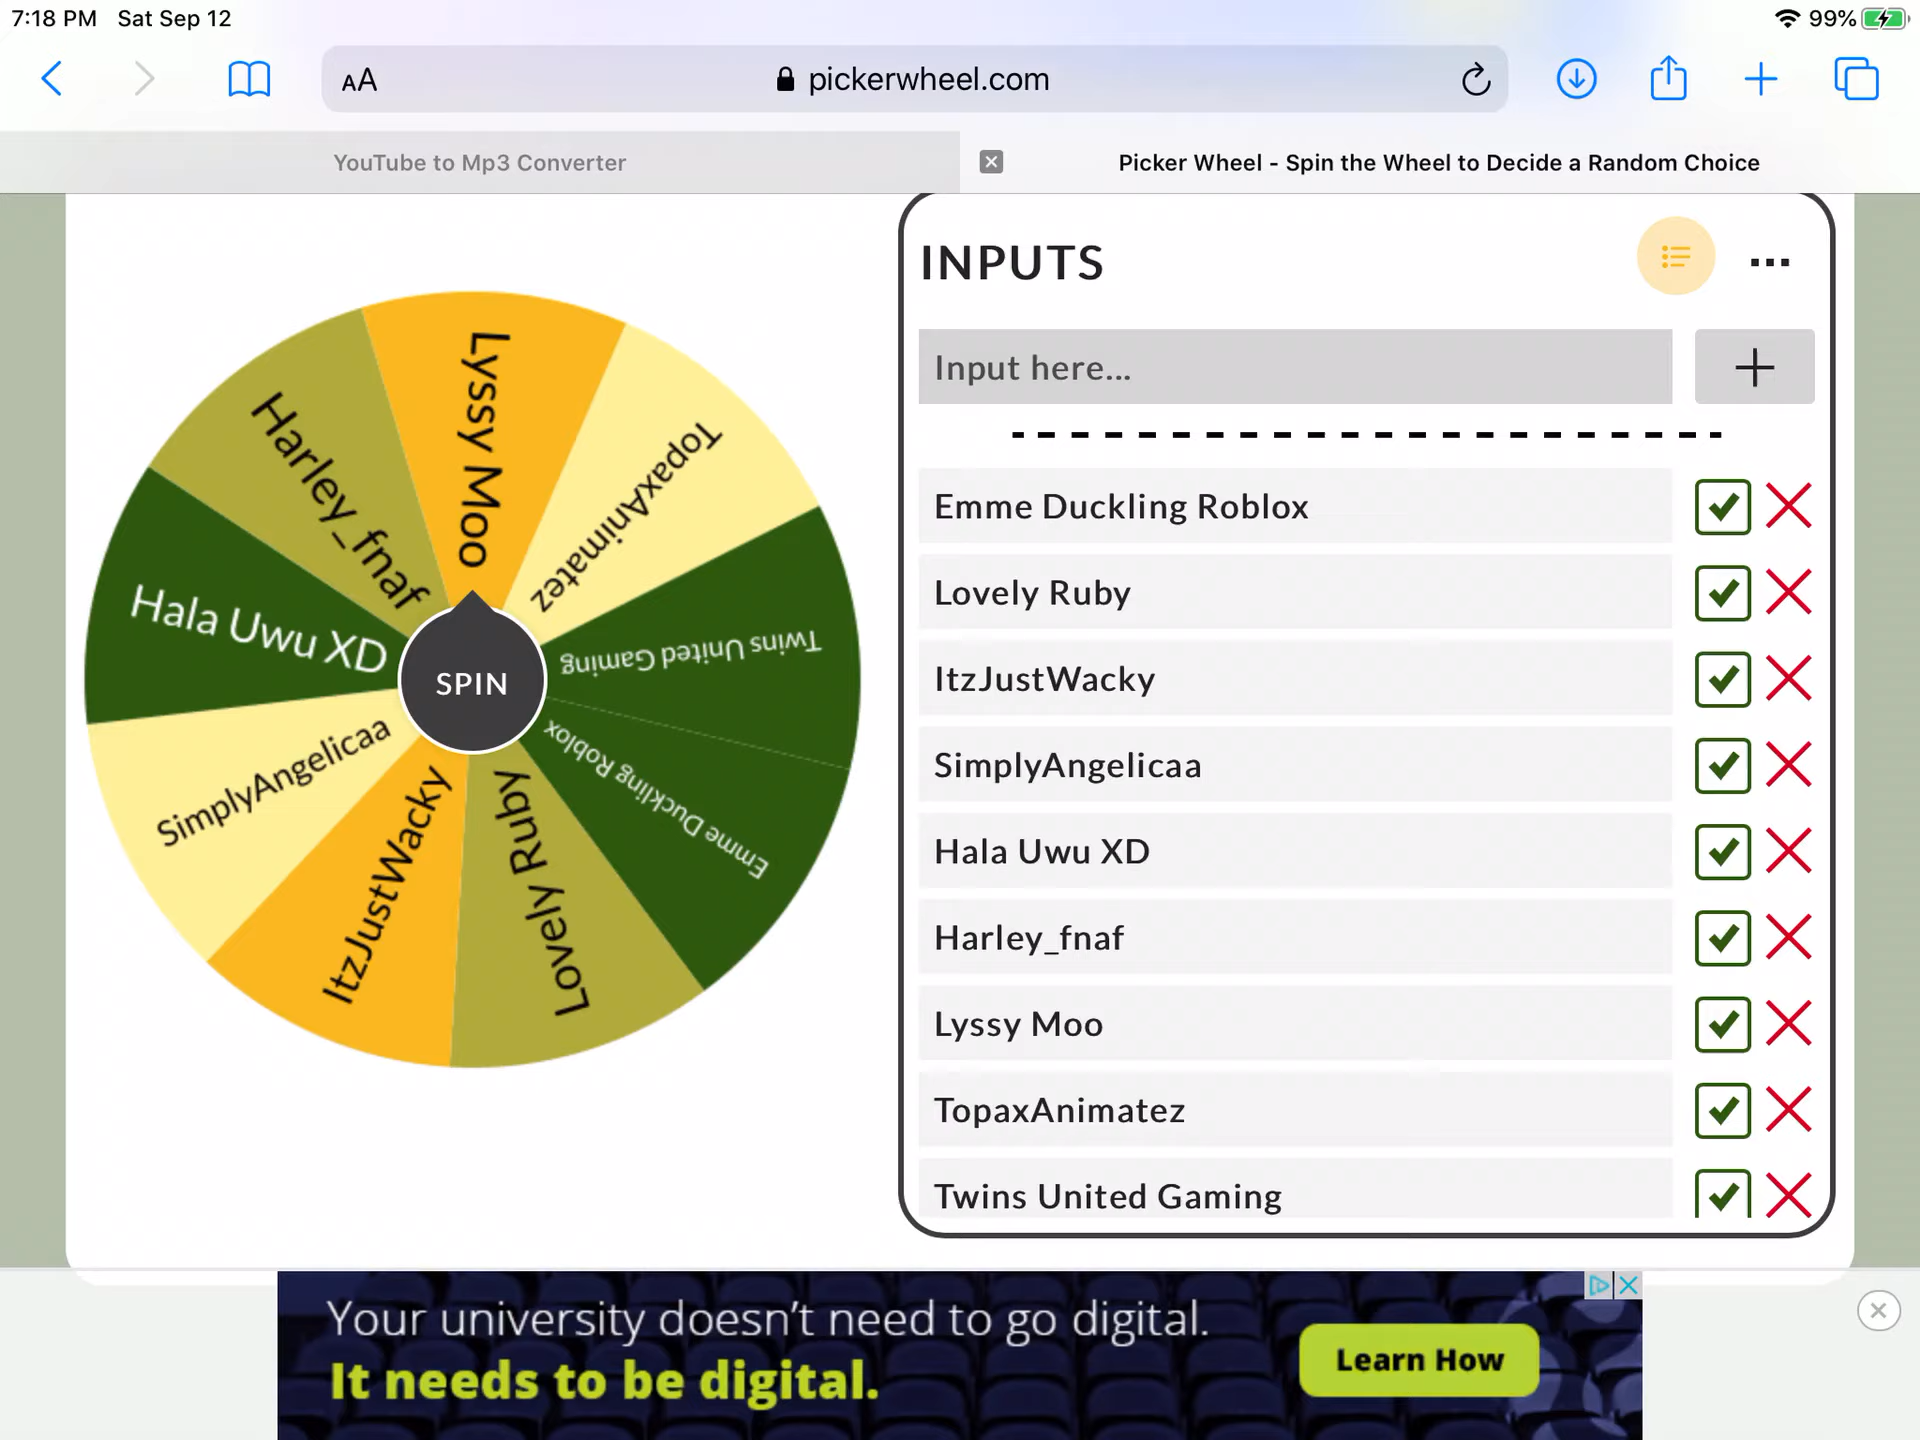 7:18 PM Sat Sep 12
99%
AA
pickerwheel.com
YouTube to Mp3 Converter
Picker Wheel - Spin the Wheel to Decide a Random Choice
Lyssy Moo
TopaxAnimatez
Twins United Gaming
Emme Duckling Roblox
Lovely Ruby
ItzJustWacky
SimplyAngelicaa
Hala Uwu XD
Harley_fnaf
SPIN
INPUTS
...
Input here...
+
Emme Duckling Roblox
Lovely Ruby
ItzJustWacky
SimplyAngelicaa
Hala Uwu XD
Harley_fnaf
Lyssy Moo
TopaxAnimatez
Twins United Gaming
Your university doesn't need to go digital.
It needs to be digital.
Learn How